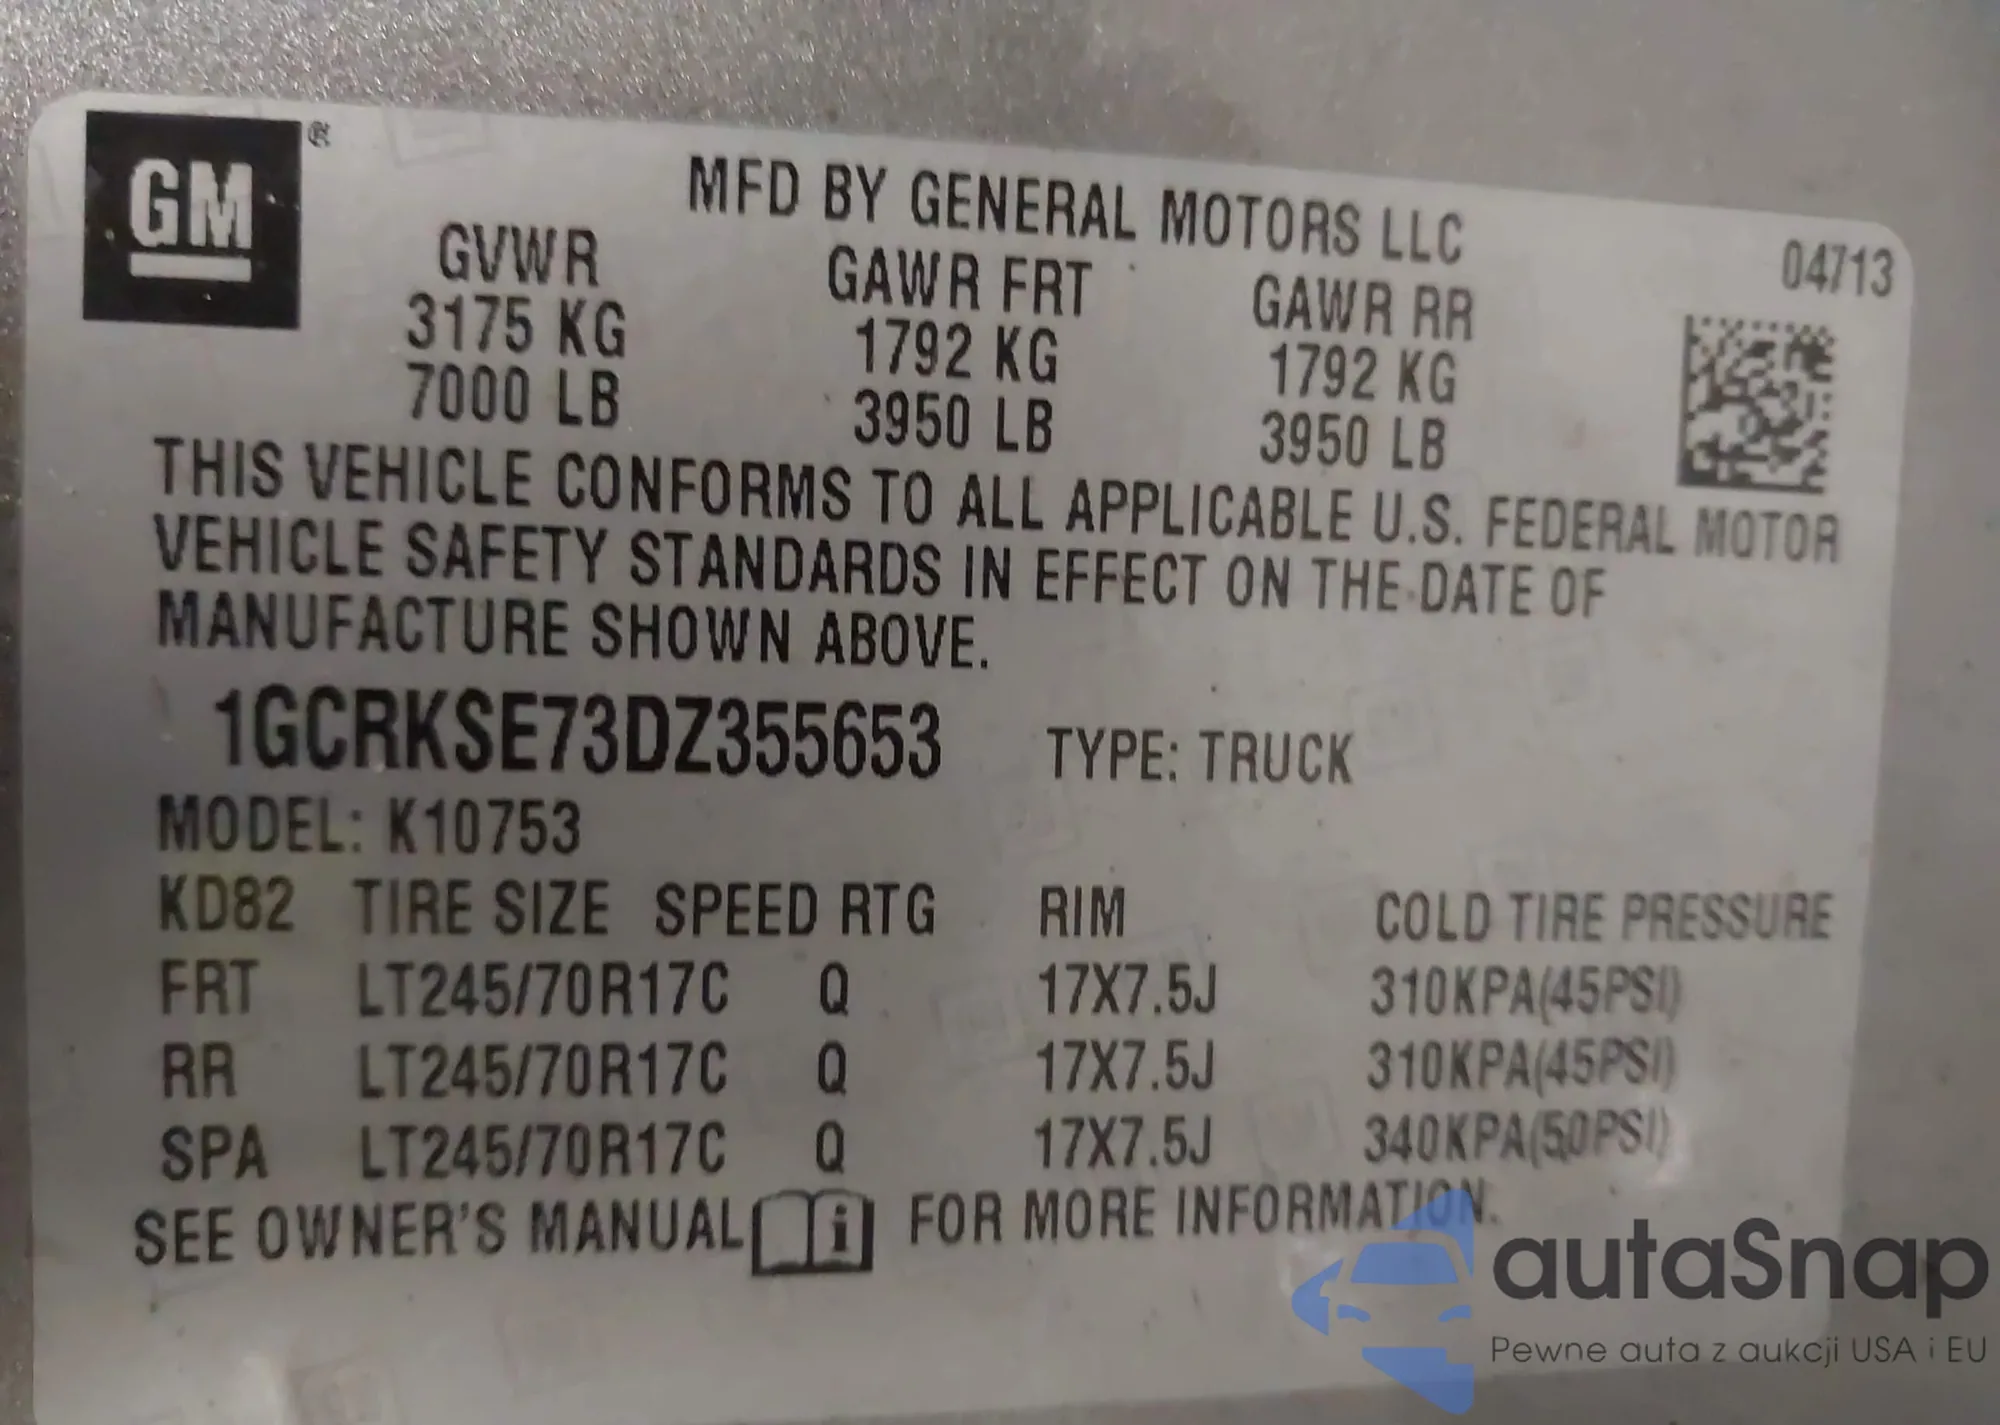 GM ®
MFD BY GENERAL MOTORS LLC
04713
GVWR GAWR FRT GAWR RR
3175 KG 1792 KG 1792 KG
7000 LB 3950 LB 3950 LB
THIS VEHICLE CONFORMS TO ALL APPLICABLE U.S. FEDERAL MOTOR
VEHICLE SAFETY STANDARDS IN EFFECT ON THE DATE OF
MANUFACTURE SHOWN ABOVE.
1GCRKSE73DZ355653 TYPE: TRUCK
MODEL: K10753
KD82 TIRE SIZE SPEED RTG RIM COLD TIRE PRESSURE
FRT LT245/70R17C Q 17X7.5J 310KPA(45PSI)
RR LT245/70R17C Q 17X7.5J 310KPA(45PSI)
SPA LT245/70R17C Q 17X7.5J 340KPA(50PSI)
SEE OWNER'S MANUAL i FOR MORE INFORMATION.
autaSnap
Pewne auta z aukcji USA i EU